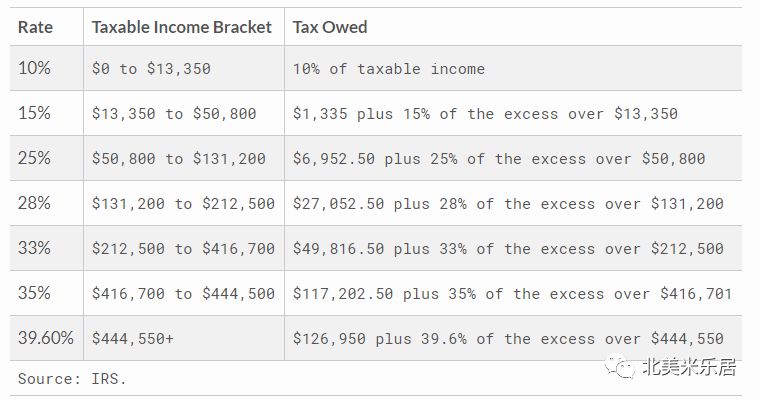 Rate Taxable Income Bracket Tax Owed
10% $0 to $13,350 10% of taxable income
15% $13,350 to $50,800 $1,335 plus 15% of the excess over $13,350
25% $50,800 to $131,200 $6,952.50 plus 25% of the excess over $50,800
28% $131,200 to $212,500 $27,052.50 plus 28% of the excess over $131,200
33% $212,500 to $416,700 $49,816.50 plus 33% of the excess over $212,500
35% $416,700 to $444,500 $117,202.50 plus 35% of the excess over $416,701
39.60% $444,550+ $126,950 plus 39.6% of the excess over $444,550
北美米乐居
Source: IRS.